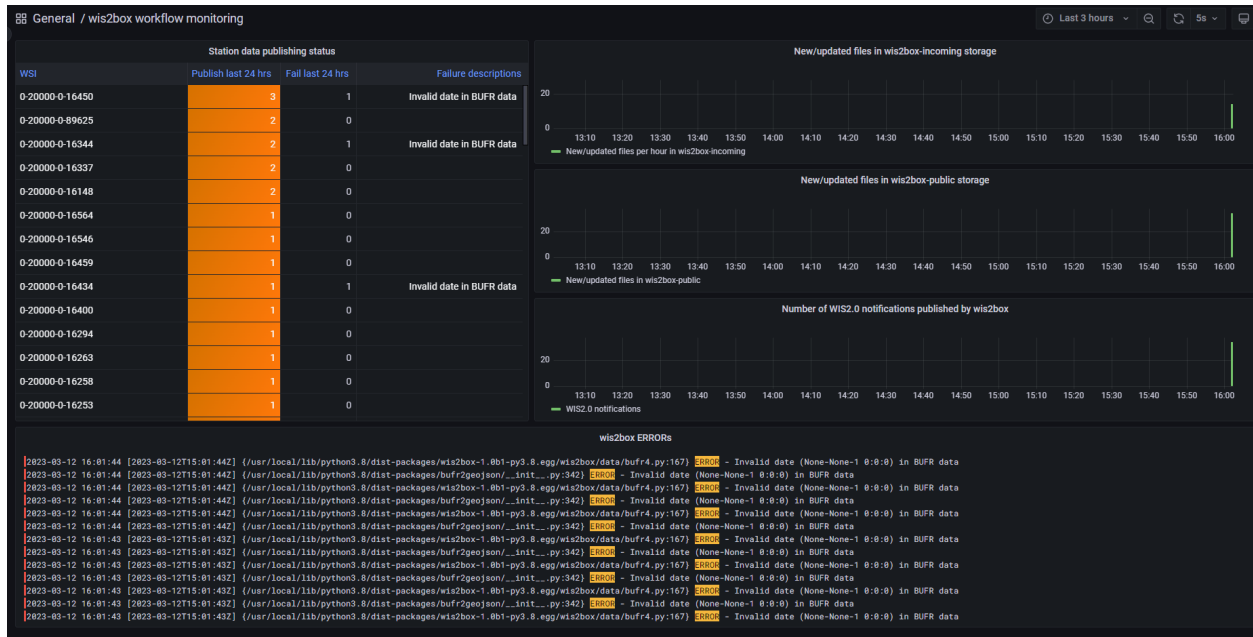 General / wis2box workflow monitoring
Last 3 hours
5s
Station data publishing status
WSI Publish last 24 hrs Fail last 24 hrs Failure descriptions
0-20000-0-16450 3 1 Invalid date in BUFR data
0-20000-0-89625 2 0
0-20000-0-16344 2 1 Invalid date in BUFR data
0-20000-0-16337 2 0
0-20000-0-16148 2 0
0-20000-0-16564 1 0
0-20000-0-16546 1 0
0-20000-0-16459 1 0
0-20000-0-16434 1 1 Invalid date in BUFR data
0-20000-0-16400 1 0
0-20000-0-16294 1 0
0-20000-0-16263 1 0
0-20000-0-16258 1 0
0-20000-0-16253 1 0
New/updated files in wis2box-incoming storage
20
0
13:10 13:20 13:30 13:40 13:50 14:00 14:10 14:20 14:30 14:40 14:50 15:00 15:10 15:20 15:30 15:40 15:50 16:00
New/updated files per hour in wis2box-incoming
New/updated files in wis2box-public storage
20
0
13:10 13:20 13:30 13:40 13:50 14:00 14:10 14:20 14:30 14:40 14:50 15:00 15:10 15:20 15:30 15:40 15:50 16:00
New/updated files in wis2box-public
Number of WIS2.0 notifications published by wis2box
20
0
13:10 13:20 13:30 13:40 13:50 14:00 14:10 14:20 14:30 14:40 14:50 15:00 15:10 15:20 15:30 15:40 15:50 16:00
WIS2.0 notifications
wis2box ERRORs
2023-03-12 16:01:44 [2023-03-12T15:01:44Z] {/usr/local/lib/python3.8/dist-packages/wis2box-1.0b1-py3.8.egg/wis2box/data/bufr4.py:167} ERROR - Invalid date (None-None-1 0:0:0) in BUFR data
2023-03-12 16:01:44 [2023-03-12T15:01:44Z] {/usr/local/lib/python3.8/dist-packages/bufr2geojson/__init__.py:342} ERROR - Invalid date (None-None-1 0:0:0) in BUFR data
2023-03-12 16:01:44 [2023-03-12T15:01:44Z] {/usr/local/lib/python3.8/dist-packages/wis2box-1.0b1-py3.8.egg/wis2box/data/bufr4.py:167} ERROR - Invalid date (None-None-1 0:0:0) in BUFR data
2023-03-12 16:01:44 [2023-03-12T15:01:44Z] {/usr/local/lib/python3.8/dist-packages/bufr2geojson/__init__.py:342} ERROR - Invalid date (None-None-1 0:0:0) in BUFR data
2023-03-12 16:01:44 [2023-03-12T15:01:44Z] {/usr/local/lib/python3.8/dist-packages/wis2box-1.0b1-py3.8.egg/wis2box/data/bufr4.py:167} ERROR - Invalid date (None-None-1 0:0:0) in BUFR data
2023-03-12 16:01:44 [2023-03-12T15:01:44Z] {/usr/local/lib/python3.8/dist-packages/bufr2geojson/__init__.py:342} ERROR - Invalid date (None-None-1 0:0:0) in BUFR data
2023-03-12 16:01:43 [2023-03-12T15:01:43Z] {/usr/local/lib/python3.8/dist-packages/wis2box-1.0b1-py3.8.egg/wis2box/data/bufr4.py:167} ERROR - Invalid date (None-None-1 0:0:0) in BUFR data
2023-03-12 16:01:43 [2023-03-12T15:01:43Z] {/usr/local/lib/python3.8/dist-packages/bufr2geojson/__init__.py:342} ERROR - Invalid date (None-None-1 0:0:0) in BUFR data
2023-03-12 16:01:43 [2023-03-12T15:01:43Z] {/usr/local/lib/python3.8/dist-packages/wis2box-1.0b1-py3.8.egg/wis2box/data/bufr4.py:167} ERROR - Invalid date (None-None-1 0:0:0) in BUFR data
2023-03-12 16:01:43 [2023-03-12T15:01:43Z] {/usr/local/lib/python3.8/dist-packages/bufr2geojson/__init__.py:342} ERROR - Invalid date (None-None-1 0:0:0) in BUFR data
2023-03-12 16:01:43 [2023-03-12T15:01:43Z] {/usr/local/lib/python3.8/dist-packages/wis2box-1.0b1-py3.8.egg/wis2box/data/bufr4.py:167} ERROR - Invalid date (None-None-1 0:0:0) in BUFR data
2023-03-12 16:01:43 [2023-03-12T15:01:43Z] {/usr/local/lib/python3.8/dist-packages/bufr2geojson/__init__.py:342} ERROR - Invalid date (None-None-1 0:0:0) in BUFR data
2023-03-12 16:01:43 [2023-03-12T15:01:43Z] {/usr/local/lib/python3.8/dist-packages/wis2box-1.0b1-py3.8.egg/wis2box/data/bufr4.py:167} ERROR - Invalid date (None-None-1 0:0:0) in BUFR data